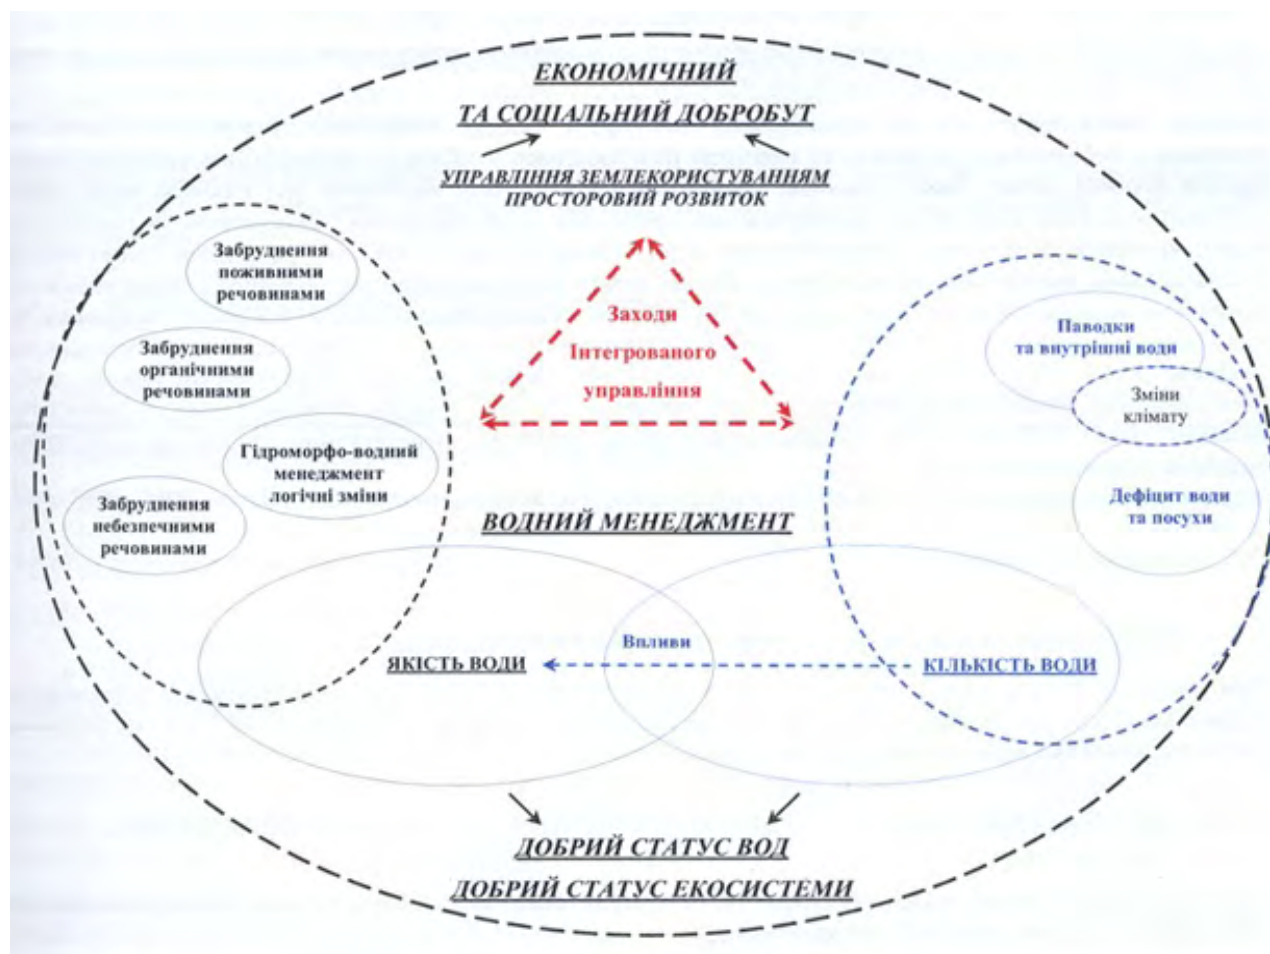 ЕКОНОМІЧНИЙ
ТА СОЦІАЛЬНИЙ ДОБРОБУТ
УПРАВЛІННЯ ЗЕМЛЕКОРИСТУВАННЯМ
ПРОСТОРОВИЙ РОЗВИТОК
Забруднення
поживними
речовинами
Забруднення
органічними
речовинами
Гідроморфо-водний
менеджмент
логічні зміни
Забруднення
небезпечними
речовинами
Заходи
Інтегрованого
управління
Паводки
та внутрішні води
Зміни
клімату
Дефіцит води
та посухи
ВОДНИЙ МЕНЕДЖМЕНТ
Впливи
ЯКІСТЬ ВОДИ
КІЛЬКІСТЬ ВОДИ
ДОБРИЙ СТАТУС ВОД
ДОБРИЙ СТАТУС ЕКОСИСТЕМИ